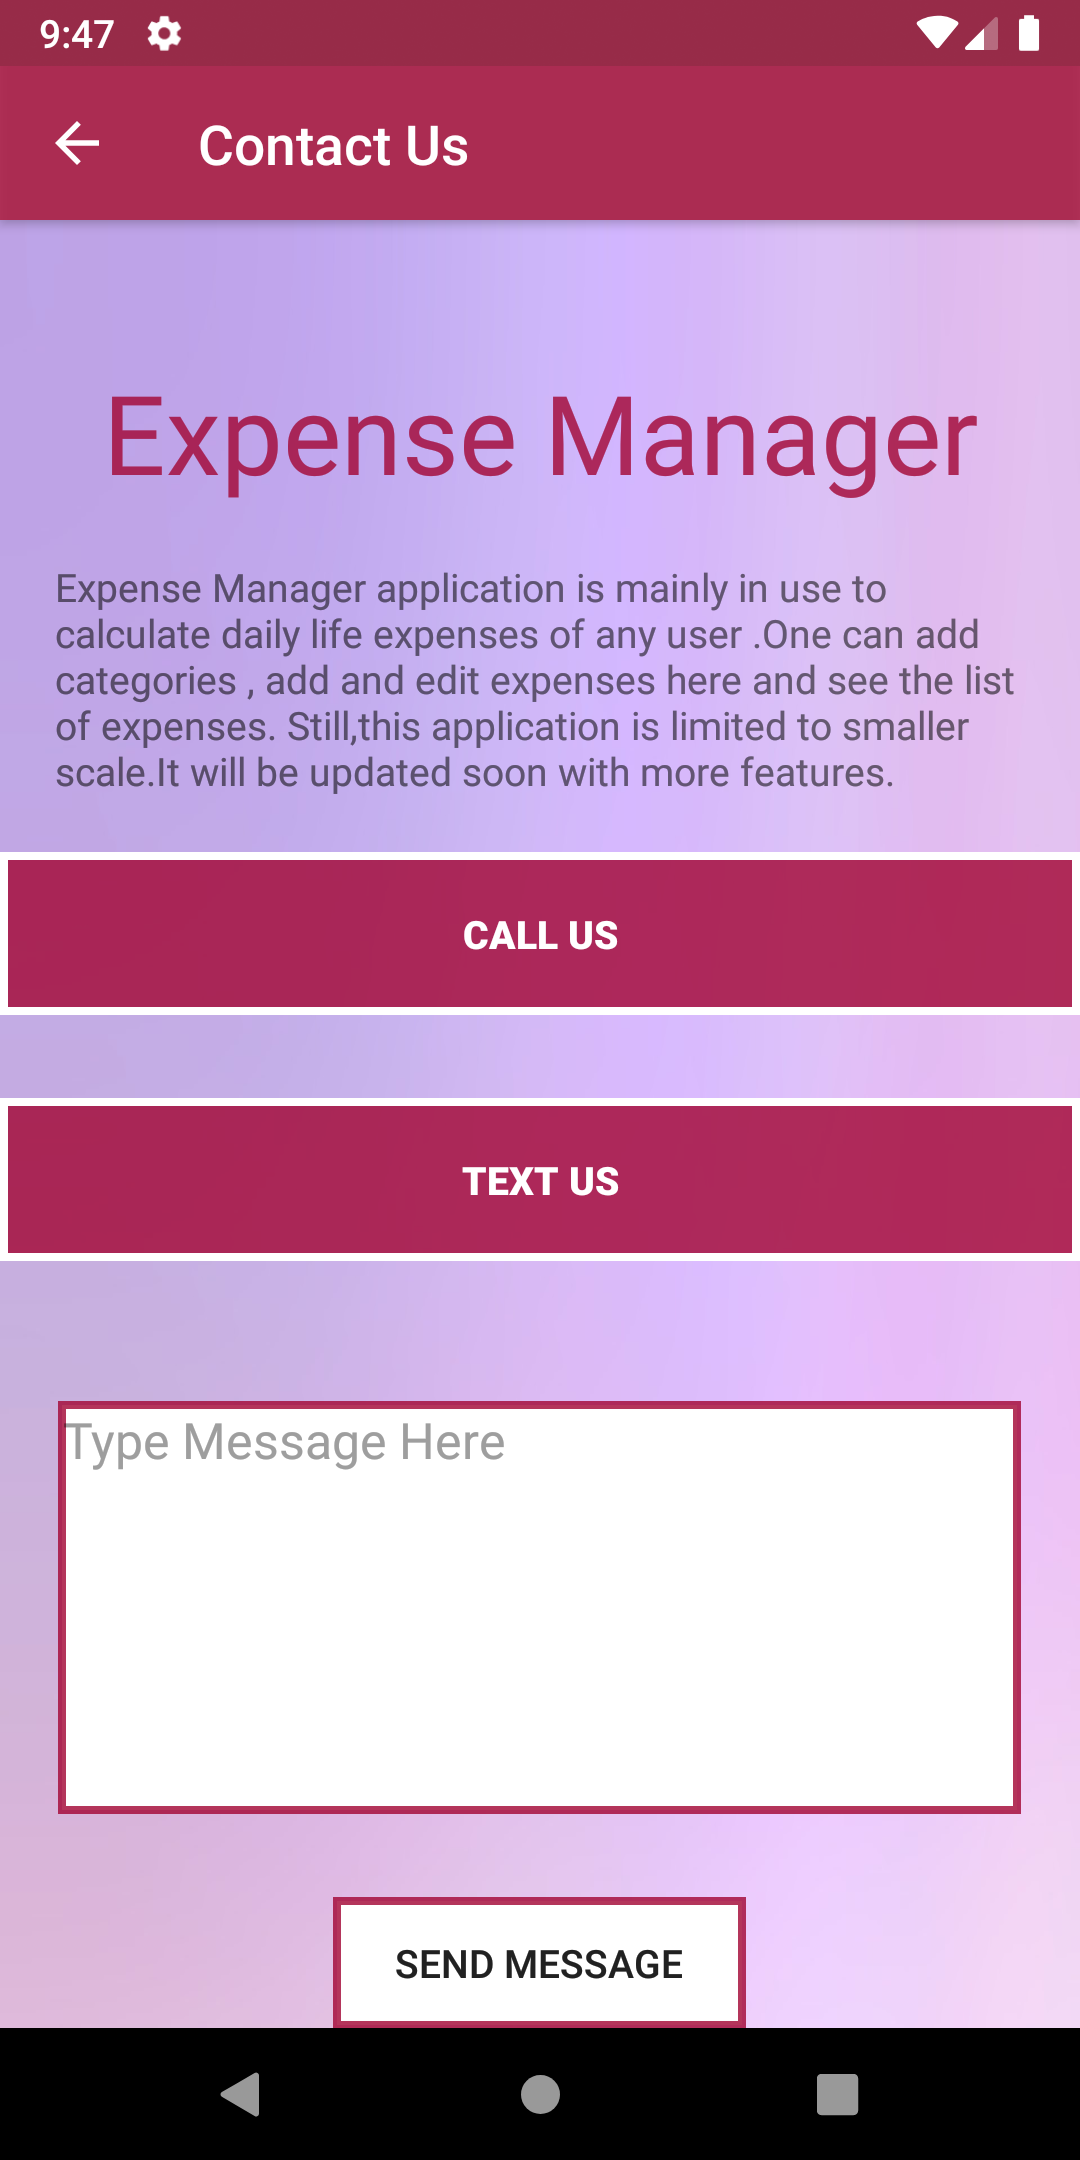 9:47
Contact Us
Expense Manager
Expense Manager application is mainly in use to
calculate daily life expenses of any user .One can add
categories , add and edit expenses here and see the list
of expenses. Still,this application is limited to smaller
scale.It will be updated soon with more features.
CALL US
TEXT US
Type Message Here
SEND MESSAGE